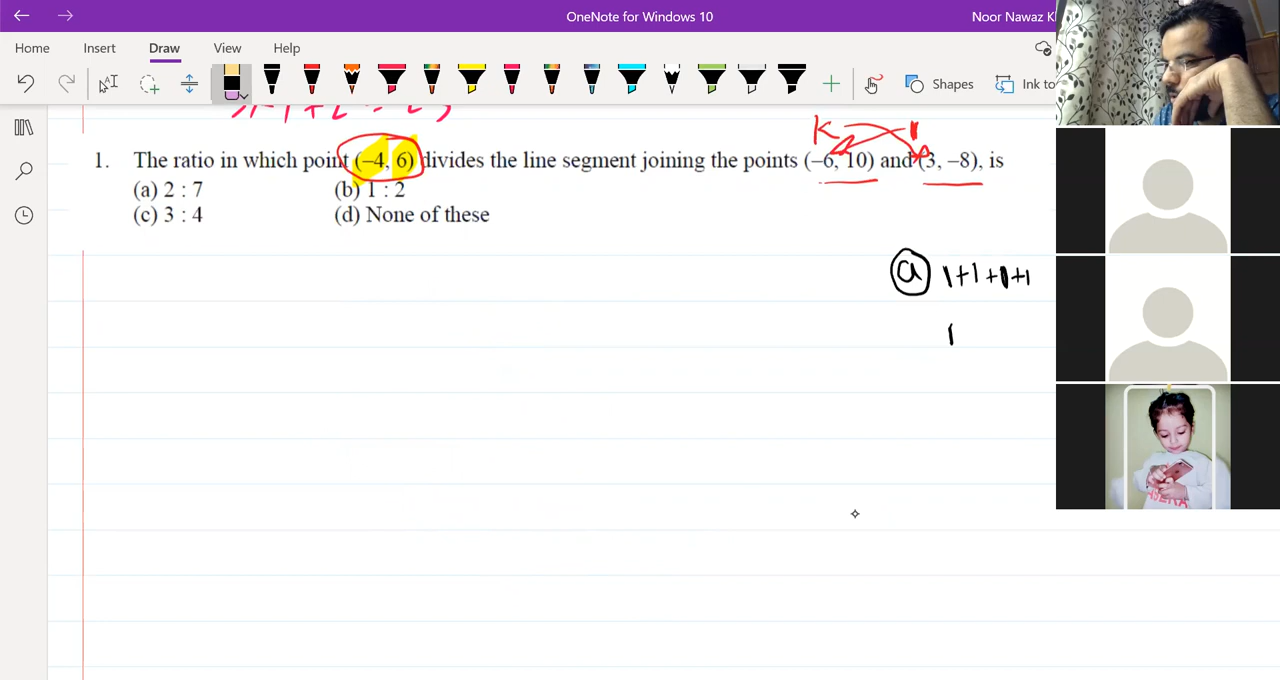 OneNote for Windows 10
Noor Nawaz K
Home Insert Draw View Help
Shapes
Ink to
1. The ratio in which point (–4, 6) divides the line segment joining the points (–6, 10) and (3, –8), is
K 1
(a) 2 : 7 (b) 1 : 2
(c) 3 : 4 (d) None of these
a 1+1+1+1
1